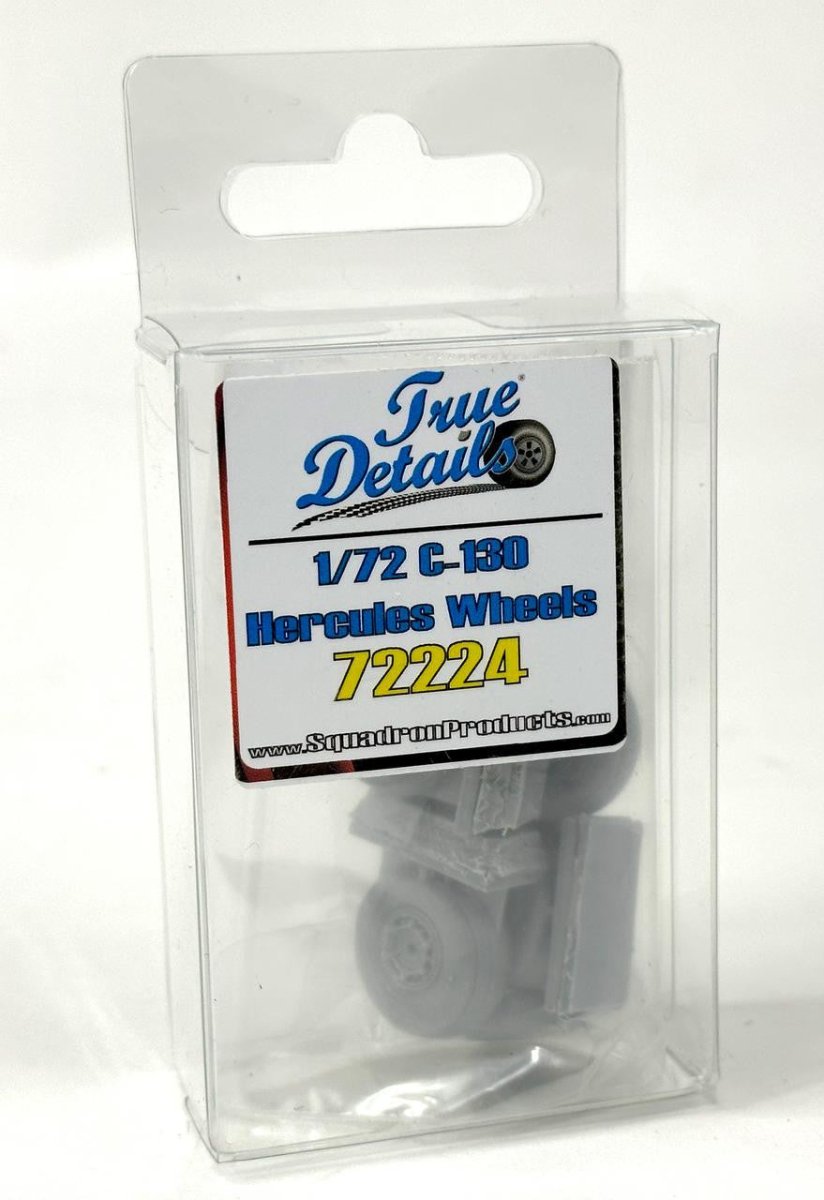 True®
Details
1/72 C-130
Hercules Wheels
72224
www.SquadronProducts.com